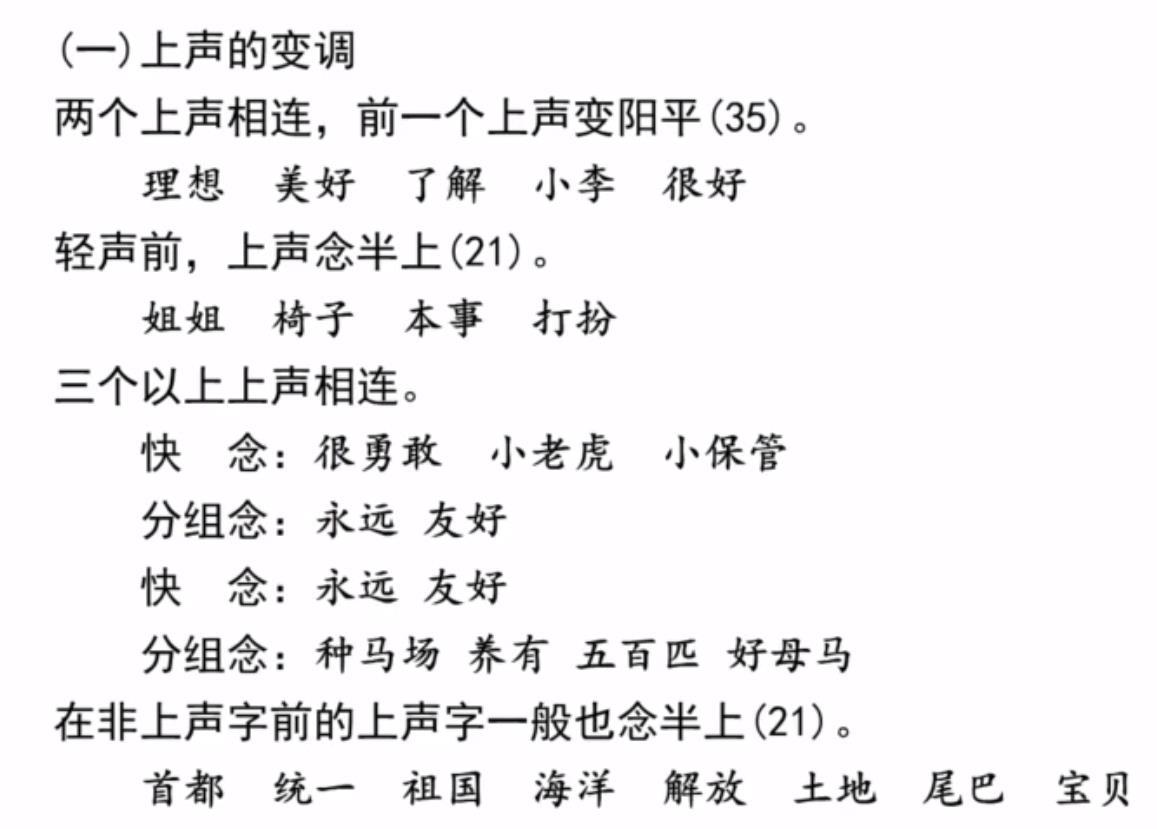 (一)上声的变调
两个上声相连，前一个上声变阳平(35)。
理想 美好 了解 小李 很好
轻声前，上声念半上(21)。
姐姐 椅子 本事 打扮
三个以上上声相连。
快 念：很勇敢 小老虎 小保管
分组念：永远 友好
快 念：永远 友好
分组念：种马场 养有 五百匹 好母马
在非上声字前的上声字一般也念半上(21)。
首都 统一 祖国 海洋 解放 土地 尾巴 宝贝